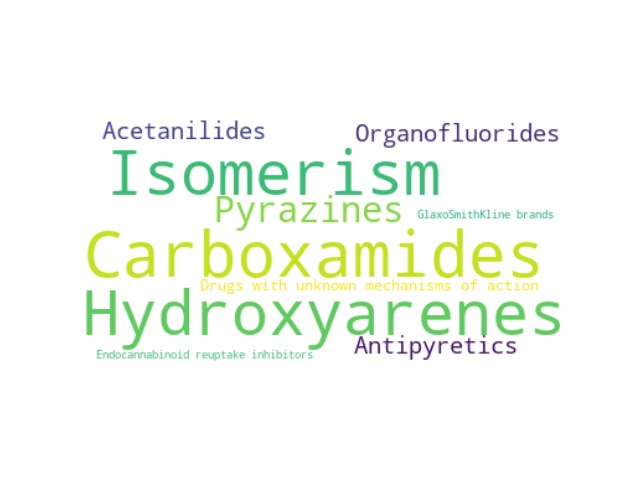 Acetanilides
Organofluorides
Isomerism
Pyrazines
GlaxoSmithKline brands
Carboxamides
Drugs with unknown mechanisms of action
Hydroxyarenes
Antipyretics
Endocannabinoid reuptake inhibitors